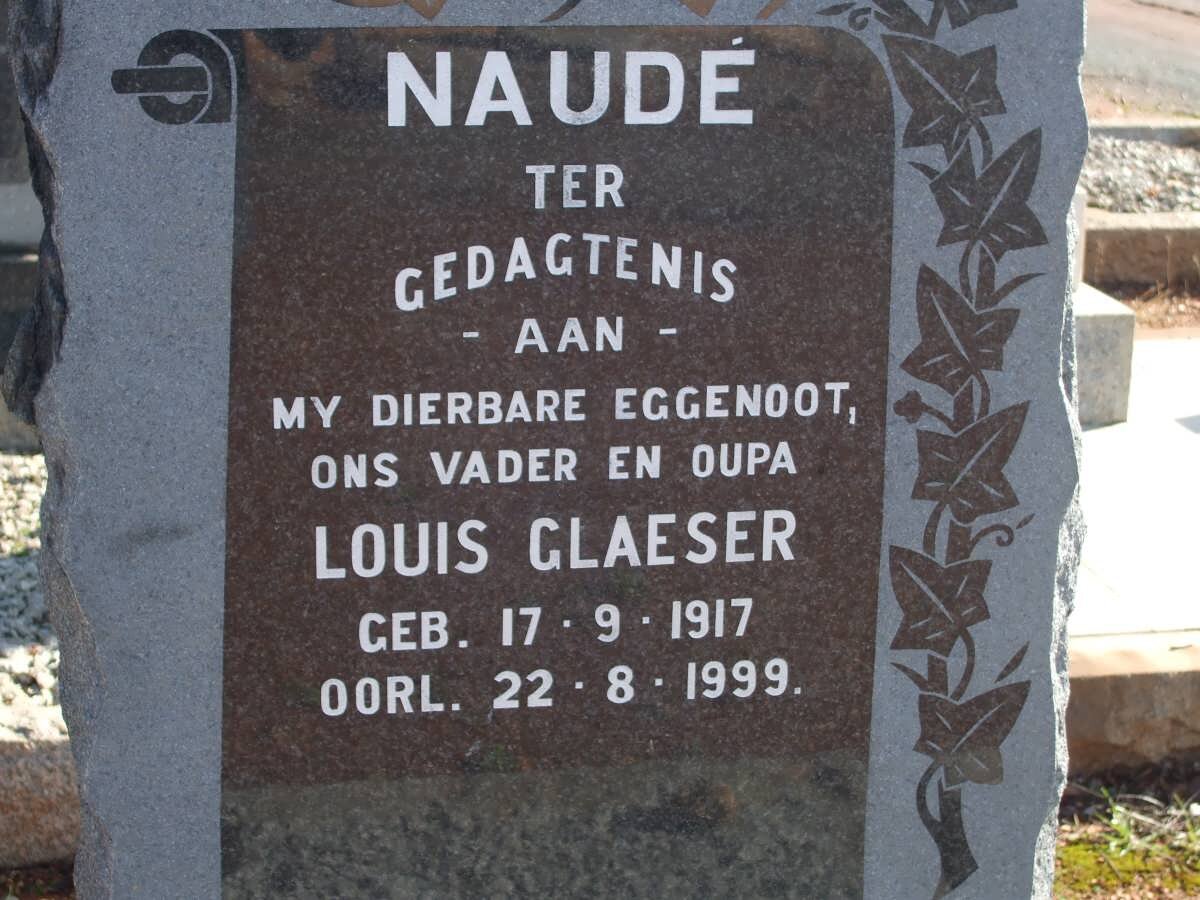 NAUDÉ
TER
GEDAGTENIS
- AAN -
MY DIERBARE EGGENOOT,
ONS VADER EN OUPA
LOUIS GLAESER
GEB. 17 · 9 · 1917
OORL. 22 · 8 · 1999.